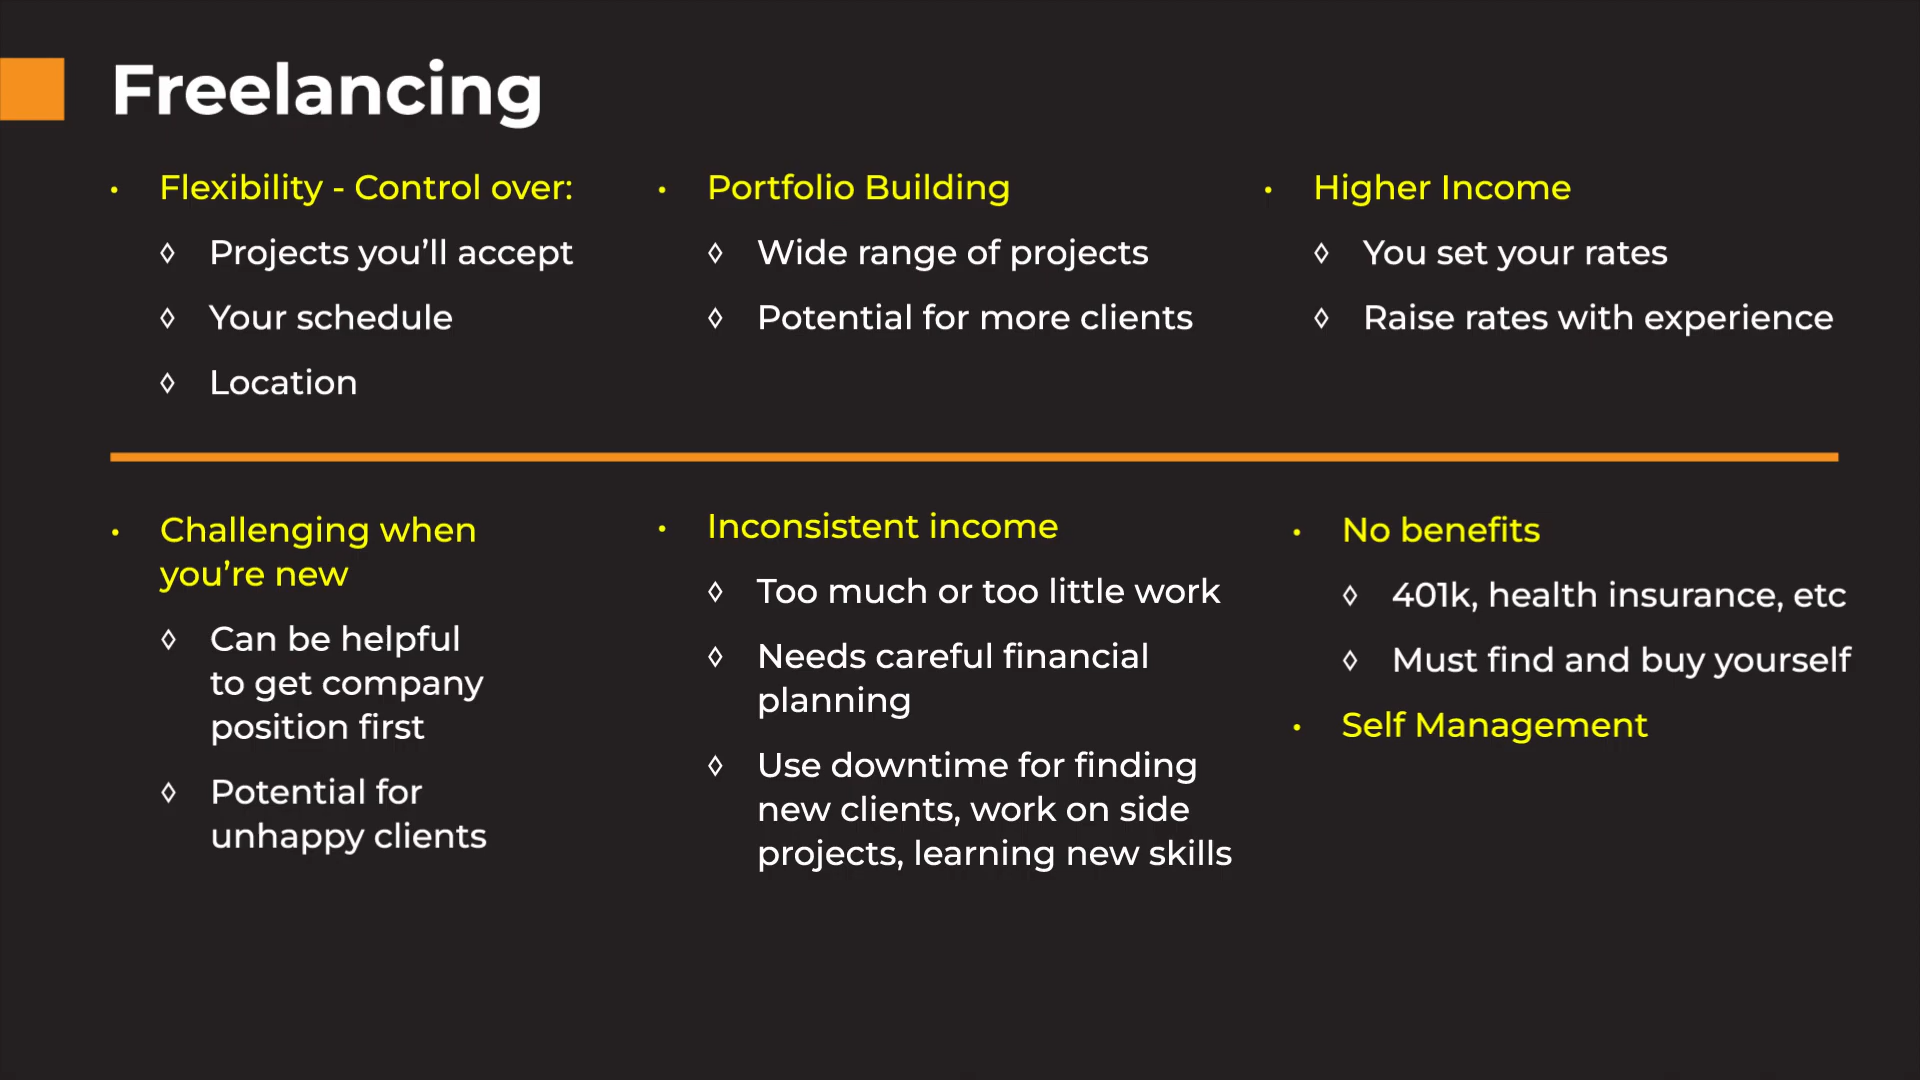 Freelancing
• Flexibility - Control over:
◊ Projects you’ll accept
◊ Your schedule
◊ Location
• Portfolio Building
◊ Wide range of projects
◊ Potential for more clients
• Higher Income
◊ You set your rates
◊ Raise rates with experience
• Challenging when
you’re new
◊ Can be helpful
to get company
position first
◊ Potential for
unhappy clients
• Inconsistent income
◊ Too much or too little work
◊ Needs careful financial
planning
◊ Use downtime for finding
new clients, work on side
projects, learning new skills
• No benefits
◊ 401k, health insurance, etc
◊ Must find and buy yourself
• Self Management